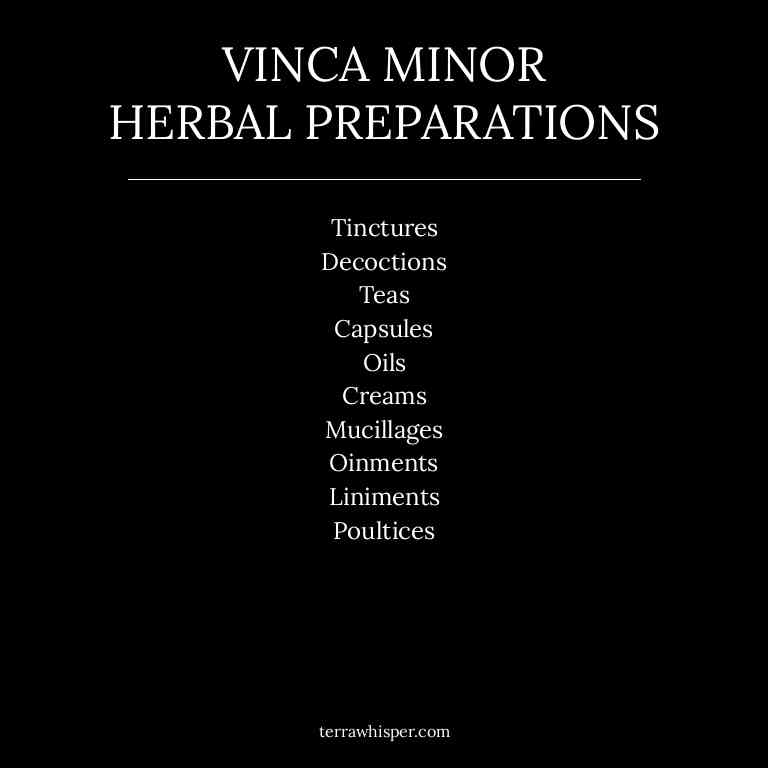 VINCA MINOR
HERBAL PREPARATIONS
Tinctures
Decoctions
Teas
Capsules
Oils
Creams
Mucillages
Oinments
Liniments
Poultices
terrawhisper.com